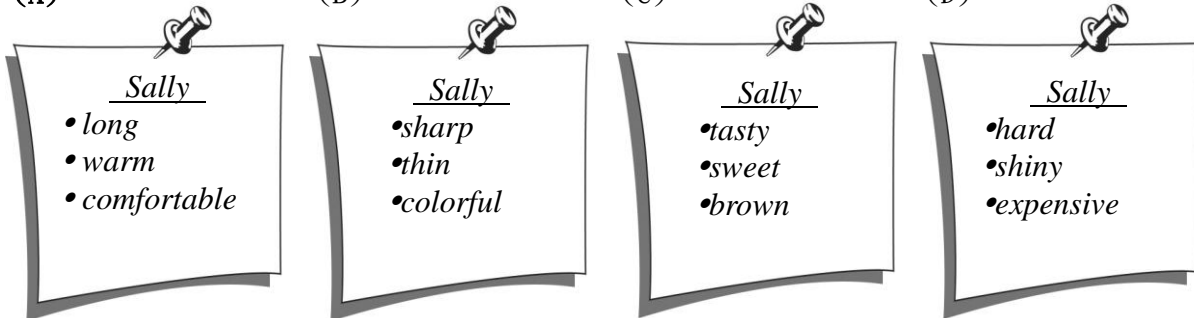 (A) (B) (C) (D)
Sally
• long
• warm
• comfortable
Sally
•sharp
•thin
•colorful
Sally
•tasty
•sweet
•brown
Sally
•hard
•shiny
•expensive